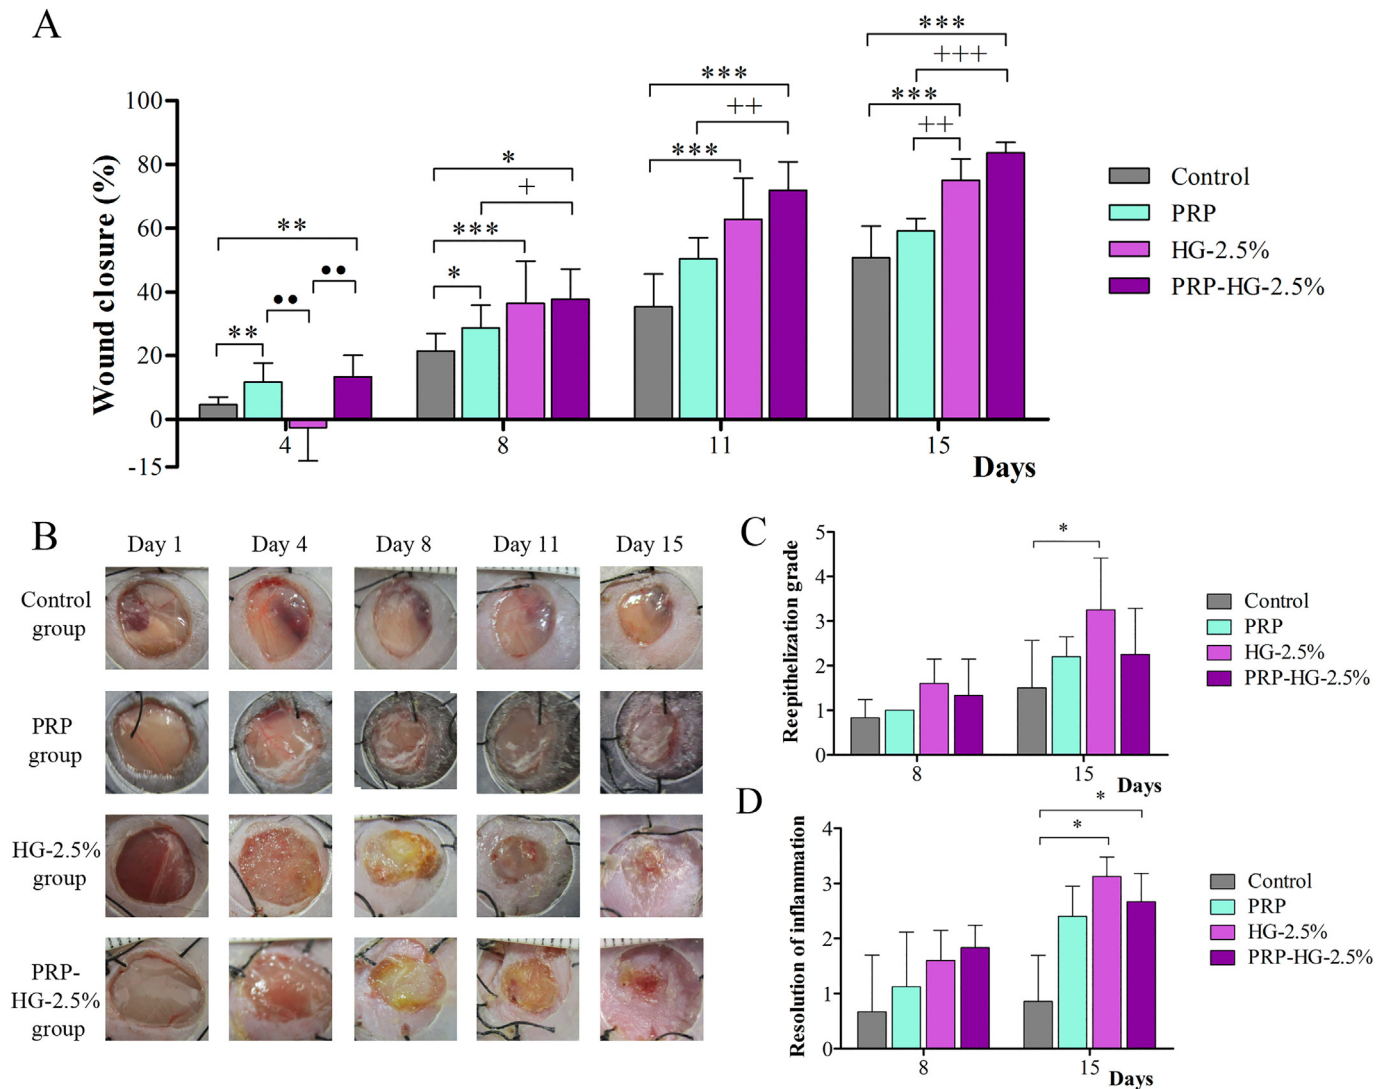 A
***
+++
***
++
***
++
***
*
+
***
*
**
••
••
**
100
80
60
40
20
0
-15
Wound closure (%)
4
8
11
15
Days
Control
PRP
HG-2.5%
PRP-HG-2.5%
B
Day 1
Day 4
Day 8
Day 11
Day 15
Control
group
PRP
group
HG-2.5%
group
PRP-
HG-2.5%
group
C
*
5
4
3
2
1
0
Reepithelization grade
8
15
Days
Control
PRP
HG-2.5%
PRP-HG-2.5%
D
*
*
4
3
2
1
0
Resolution of inflammation
8
15
Days
Control
PRP
HG-2.5%
PRP-HG-2.5%